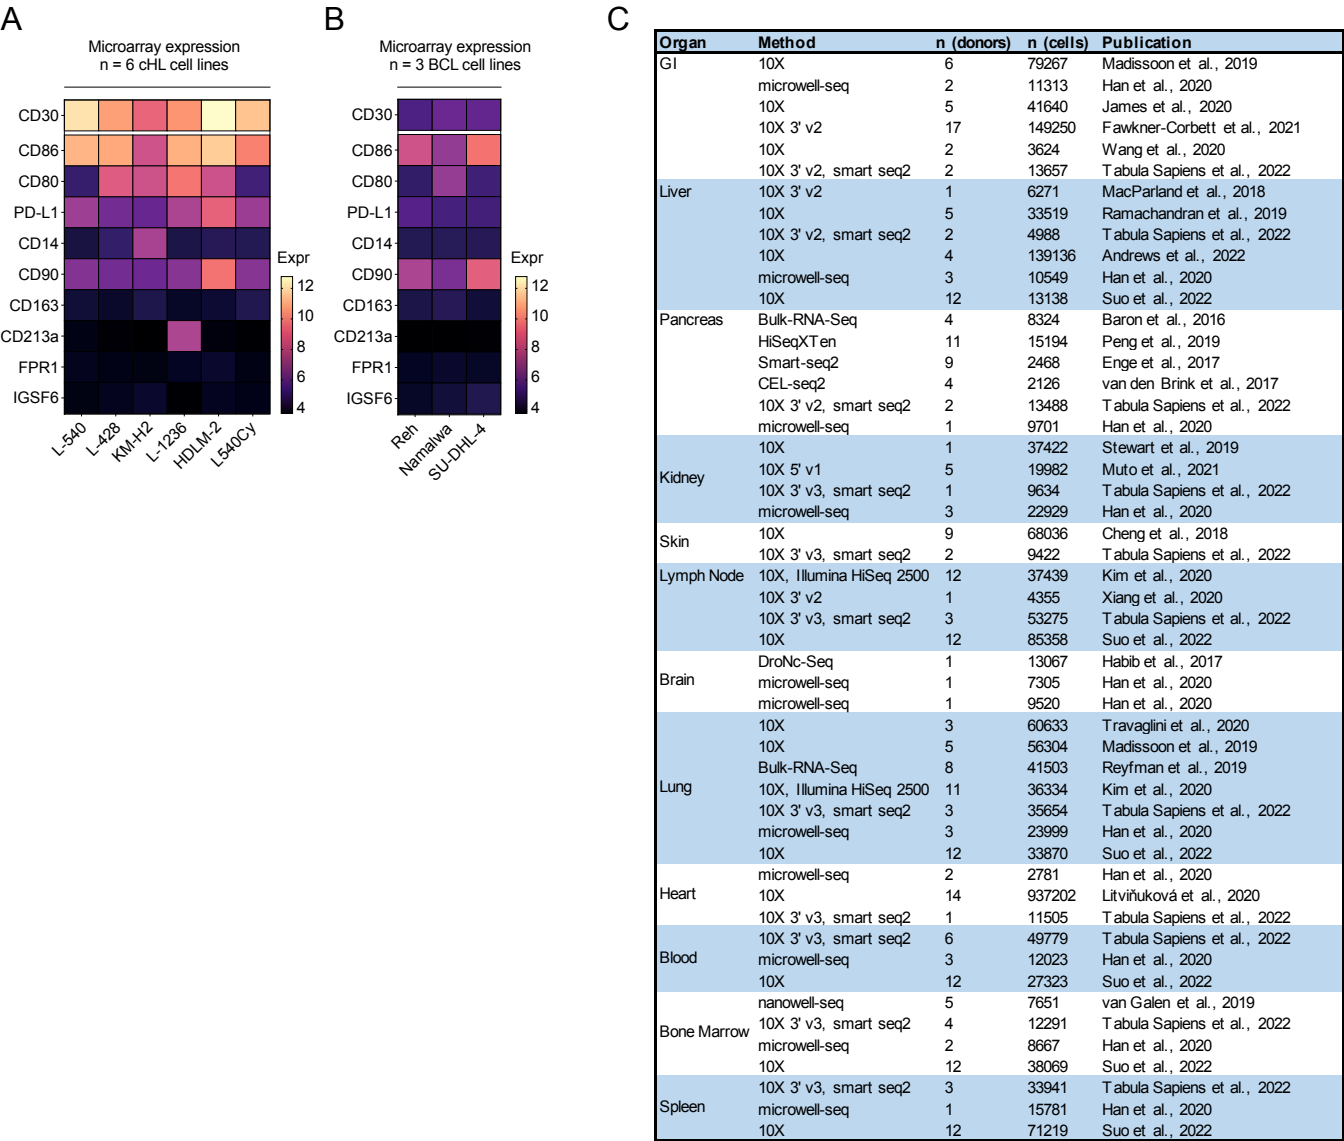 A
Microarray expression
n = 6 cHL cell lines
CD30
CD86
CD80
PD-L1
CD14
CD90
CD163
CD213a
FPR1
IGSF6
L-540
L-428
KM-H2
L-1236
HDLM-2
L540Cy
Expr
12
10
8
6
4
B
Microarray expression
n = 3 BCL cell lines
CD30
CD86
CD80
PD-L1
CD14
CD90
CD163
CD213a
FPR1
IGSF6
Reh
Namalwa
SU-DHL-4
Expr
12
10
8
6
4
C
Organ Method n (donors) n (cells) Publication
GI 10X 6 79267 Madissoon et al., 2019
microwell-seq 2 11313 Han et al., 2020
10X 5 41640 James et al., 2020
10X 3' v2 17 149250 Fawkner-Corbett et al., 2021
10X 2 3624 Wang et al., 2020
10X 3' v2, smart seq2 2 13657 Tabula Sapiens et al., 2022
Liver 10X 3' v2 1 6271 MacParland et al., 2018
10X 5 33519 Ramachandran et al., 2019
10X 3' v2, smart seq2 2 4988 Tabula Sapiens et al., 2022
10X 4 139136 Andrews et al., 2022
microwell-seq 3 10549 Han et al., 2020
10X 12 13138 Suo et al., 2022
Pancreas Bulk-RNA-Seq 4 8324 Baron et al., 2016
HiSeqXTen 11 15194 Peng et al., 2019
Smart-seq2 9 2468 Enge et al., 2017
CEL-seq2 4 2126 van den Brink et al., 2017
10X 3' v2, smart seq2 2 13488 Tabula Sapiens et al., 2022
microwell-seq 1 9701 Han et al., 2020
Kidney 10X 1 37422 Stewart et al., 2019
10X 5' v1 5 19982 Muto et al., 2021
10X 3' v3, smart seq2 1 9634 Tabula Sapiens et al., 2022
microwell-seq 3 22929 Han et al., 2020
Skin 10X 9 68036 Cheng et al., 2018
10X 3' v3, smart seq2 2 9422 Tabula Sapiens et al., 2022
Lymph Node 10X, Illumina HiSeq 2500 12 37439 Kim et al., 2020
10X 3' v2 1 4355 Xiang et al., 2020
10X 3' v3, smart seq2 3 53275 Tabula Sapiens et al., 2022
10X 12 85358 Suo et al., 2022
Brain DroNc-Seq 1 13067 Habib et al., 2017
microwell-seq 1 7305 Han et al., 2020
microwell-seq 1 9520 Han et al., 2020
Lung 10X 3 60633 Travaglini et al., 2020
10X 5 56304 Madissoon et al., 2019
Bulk-RNA-Seq 8 41503 Reyfman et al., 2019
10X, Illumina HiSeq 2500 11 36334 Kim et al., 2020
10X 3' v3, smart seq2 3 35654 Tabula Sapiens et al., 2022
microwell-seq 3 23999 Han et al., 2020
10X 12 33870 Suo et al., 2022
Heart microwell-seq 2 2781 Han et al., 2020
10X 14 937202 Litviňuková et al., 2020
10X 3' v3, smart seq2 1 11505 Tabula Sapiens et al., 2022
Blood 10X 3' v3, smart seq2 6 49779 Tabula Sapiens et al., 2022
microwell-seq 3 12023 Han et al., 2020
10X 12 27323 Suo et al., 2022
Bone Marrow nanowell-seq 5 7651 van Galen et al., 2019
10X 3' v3, smart seq2 4 12291 Tabula Sapiens et al., 2022
microwell-seq 2 8667 Han et al., 2020
10X 12 38069 Suo et al., 2022
Spleen 10X 3' v3, smart seq2 3 33941 Tabula Sapiens et al., 2022
microwell-seq 1 15781 Han et al., 2020
10X 12 71219 Suo et al., 2022